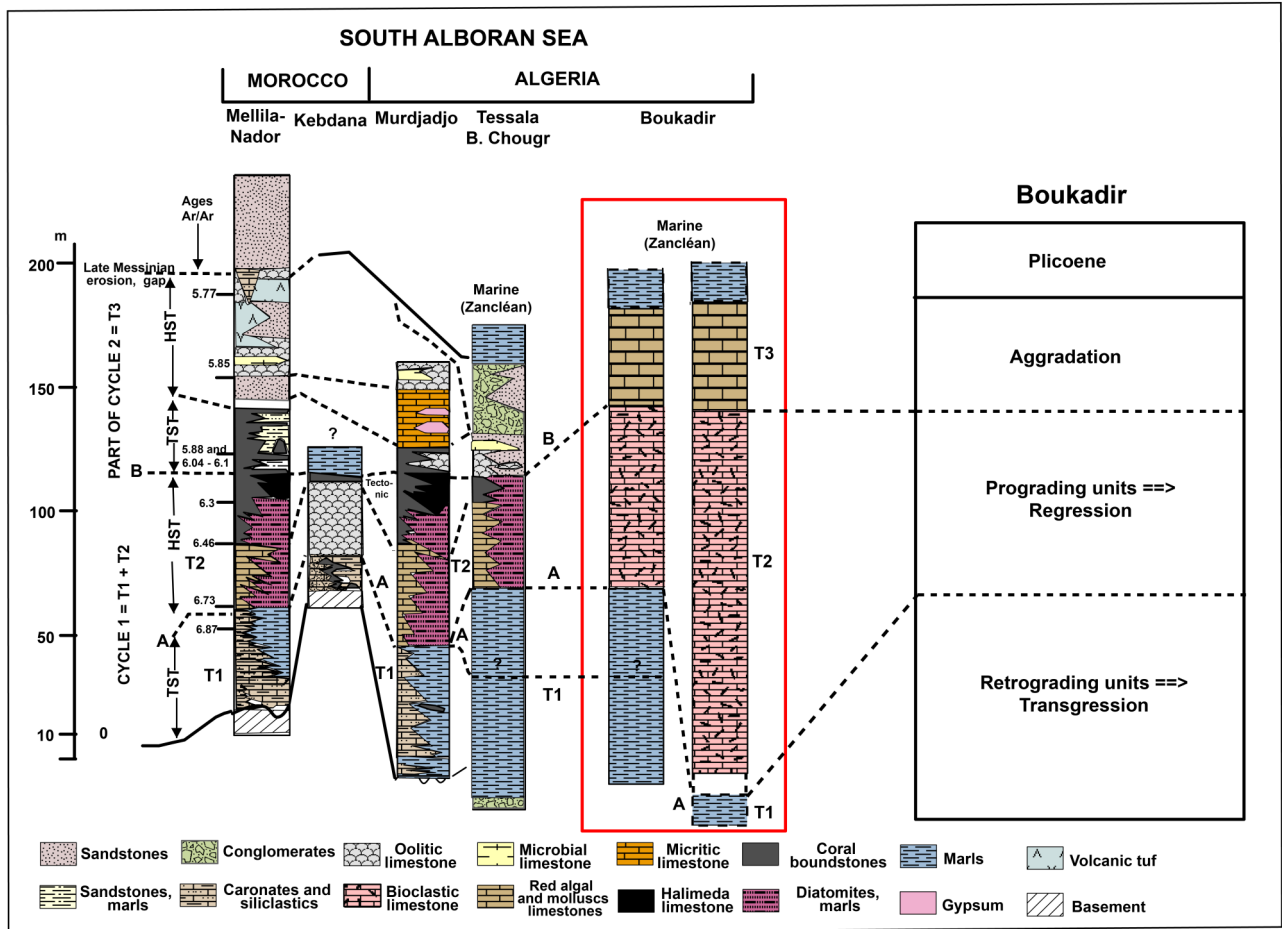 SOUTH ALBORAN SEA
MOROCCO
ALGERIA
Mellila-
Nador
Kebdana
Murdjadjo
Tessala
B. Chougr
Boukadir
Ages
Ar/Ar
m
200
150
100
50
10
0
Late Messinian
erosion, gap
5.77
5.85
5.88 and
6.04 - 6.1
6.3
6.46
6.73
6.87
PART OF CYCLE 2 = T3
CYCLE 1 = T1 + T2
HST
TST
HST
TST
B
A
T2
T1
?
Tecto-
nic
A
T1
T2
A
Marine
(Zancléan)
B
A
?
T1
Marine
(Zancléan)
?
T3
T2
A
T1
Boukadir
Plicoene
Aggradation
Prograding units ==>
Regression
Retrograding units ==>
Transgression
Sandstones
Conglomerates
Oolitic
limestone
Microbial
limestone
Micritic
limestone
Coral
boundstones
Marls
Volcanic tuf
Sandstones,
marls
Caronates and
siliclastics
Bioclastic
limestone
Red algal
and molluscs
limestones
Halimeda
limestone
Diatomites,
marls
Gypsum
Basement